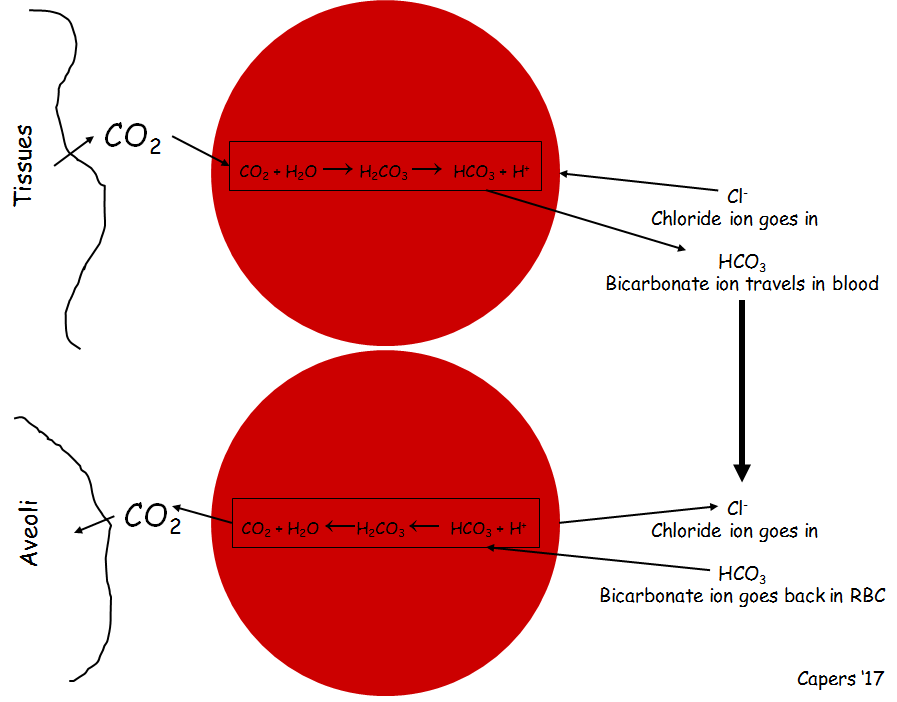 Tissues
CO₂
CO₂ + H₂O → H₂CO₃ → HCO₃ + H⁺
Cl⁻
Chloride ion goes in
HCO₃
Bicarbonate ion travels in blood
Aveoli
CO₂
CO₂ + H₂O ← H₂CO₃ ← HCO₃ + H⁺
Cl⁻
Chloride ion goes in
HCO₃
Bicarbonate ion goes back in RBC
Capers ‘17